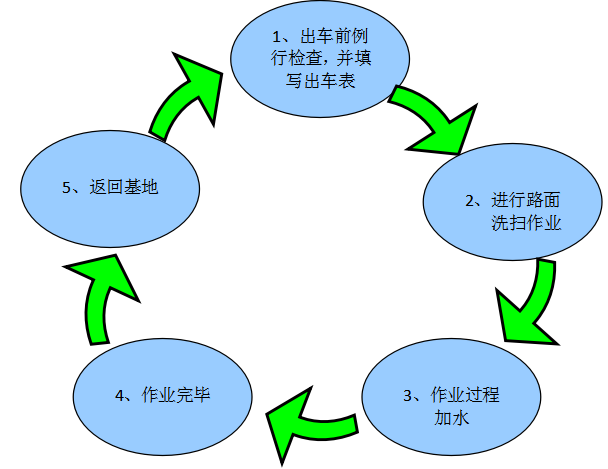 1、出车前例
行检查，并填
写出车表
2、进行路面
洗扫作业
3、作业过程
加水
4、作业完毕
5、返回基地